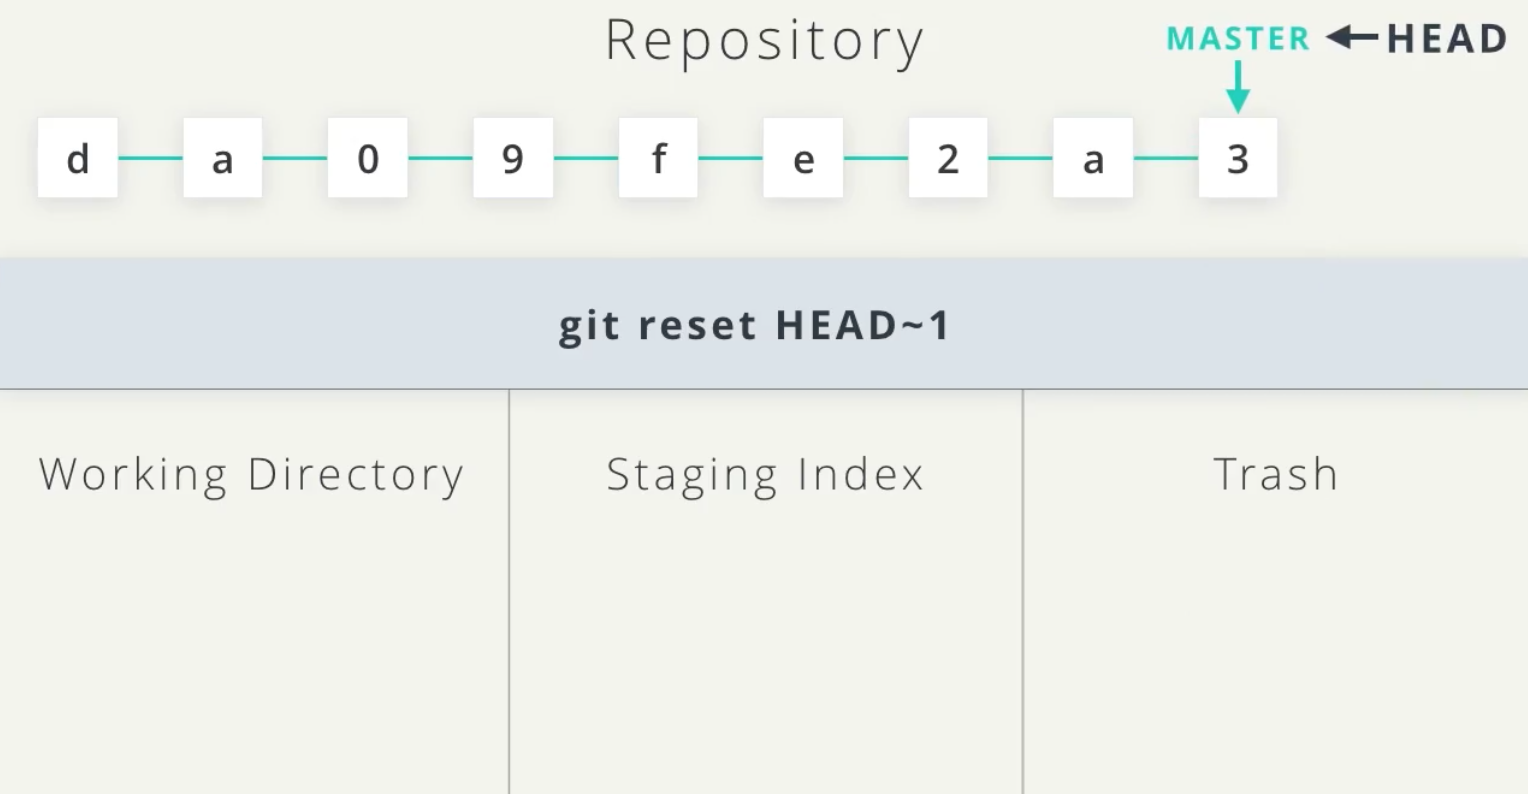 Repository
MASTER HEAD
d a 0 9 f e 2 a 3
git reset HEAD~1
Working Directory
Staging Index
Trash